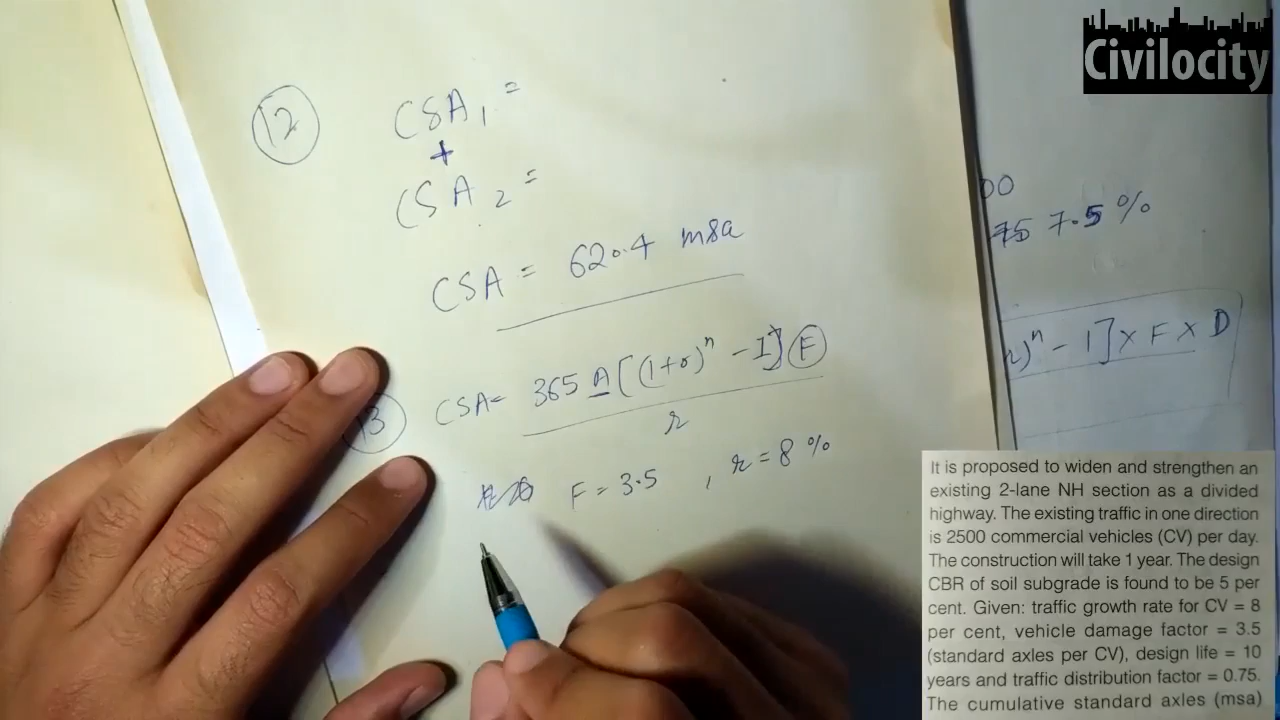 Civilocity
12
CSA1 =
+
CSA2 =
CSA = 620.4 msa
00
7.5 %
13
CSA = 365 A [(1+r)^n - 1] F
r
)^n - 1] x F x D
F = 3.5 , r = 8 %
It is proposed to widen and strengthen an
existing 2-lane NH section as a divided
highway. The existing traffic in one direction
is 2500 commercial vehicles (CV) per day.
The construction will take 1 year. The design
CBR of soil subgrade is found to be 5 per
cent. Given: traffic growth rate for CV = 8
per cent, vehicle damage factor = 3.5
(standard axles per CV), design life = 10
years and traffic distribution factor = 0.75.
The cumulative standard axles (msa)